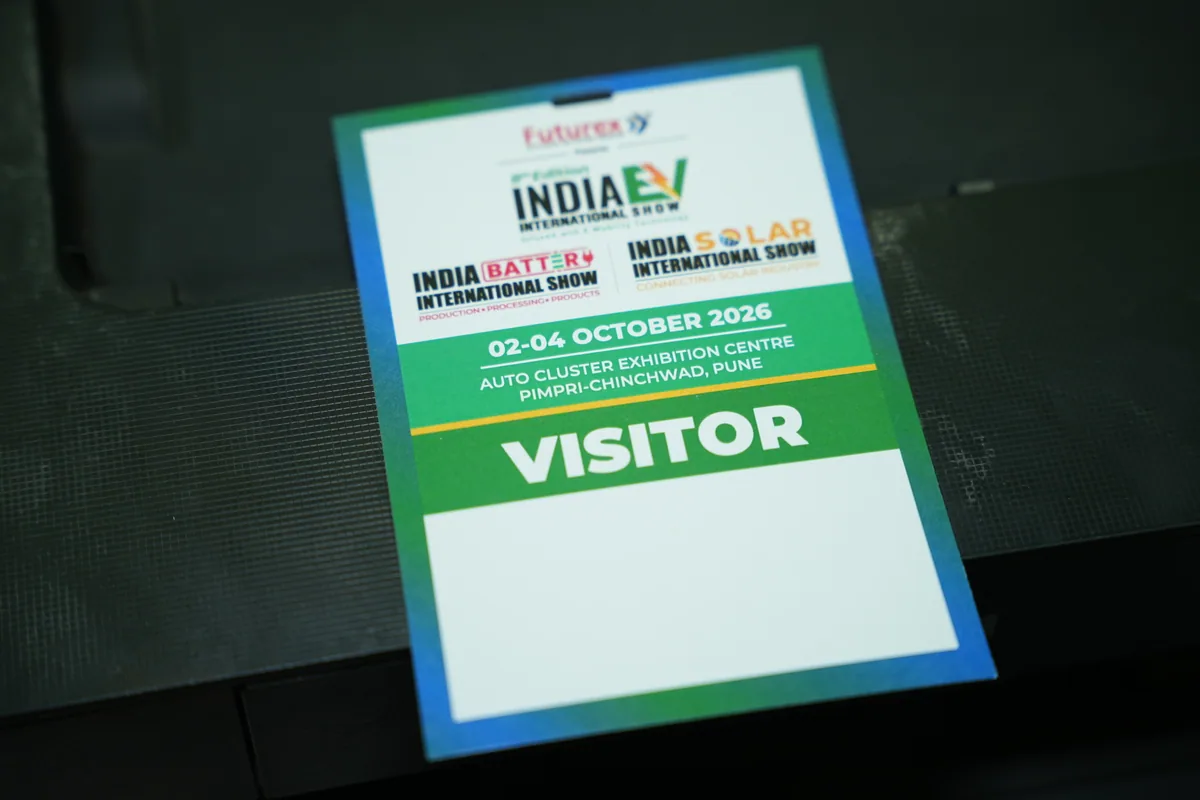 Futurex
INDIA EV
INTERNATIONAL SHOW
INDIA BATTERY
INTERNATIONAL SHOW
PRODUCTION • PROCESSING • PRODUCTS
INDIA SOLAR
INTERNATIONAL SHOW
CONNECTING SOLAR INDUSTRY
02-04 OCTOBER 2026
AUTO CLUSTER EXHIBITION CENTRE
PIMPRI-CHINCHWAD, PUNE
VISITOR